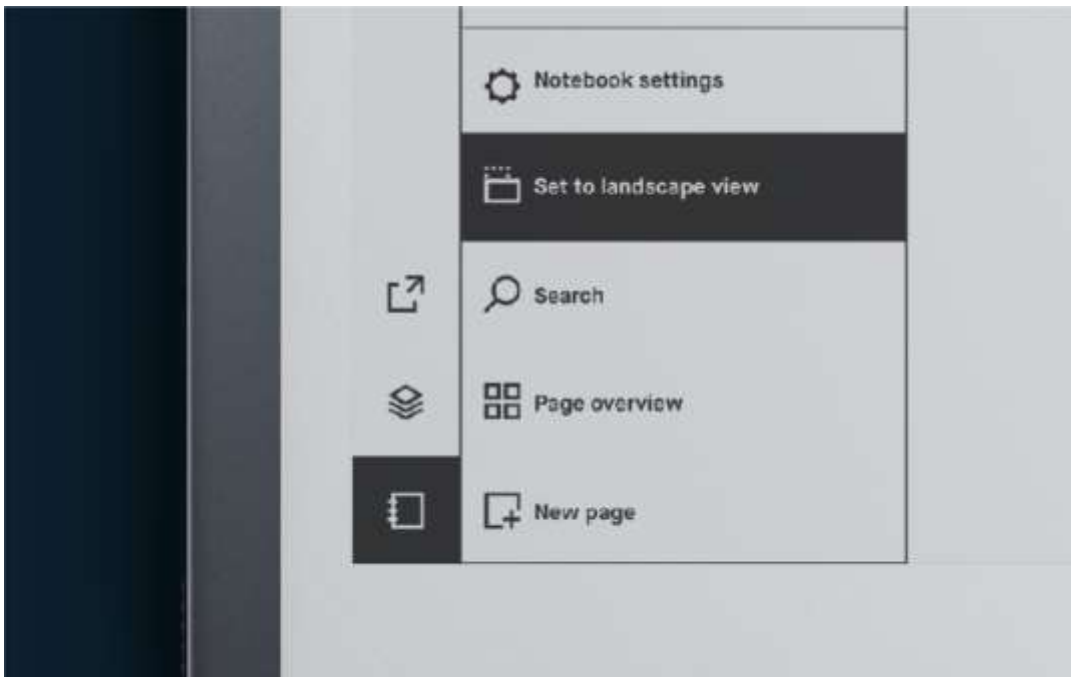 Notebook settings
Set to landscape view
Search
Page overview
New page